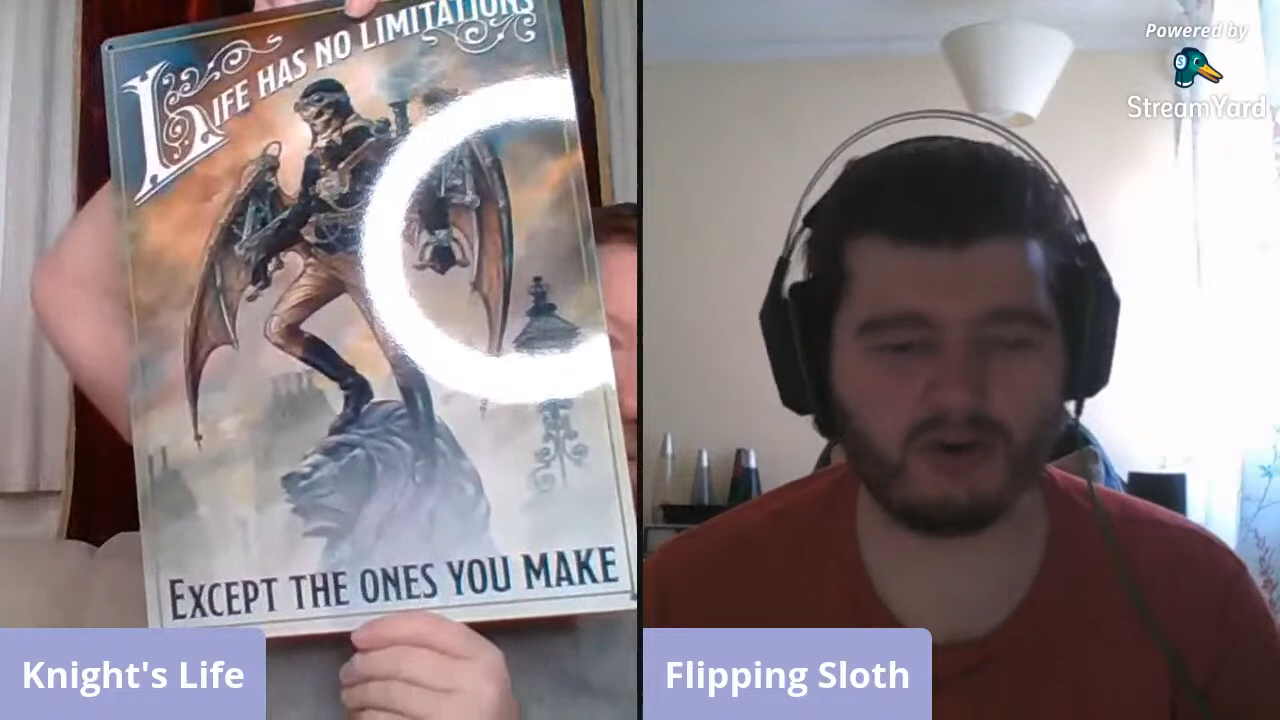 LIFE HAS NO LIMITATIONS
EXCEPT THE ONES YOU MAKE
Powered by
S
StreamYard
Knight's Life
Flipping Sloth